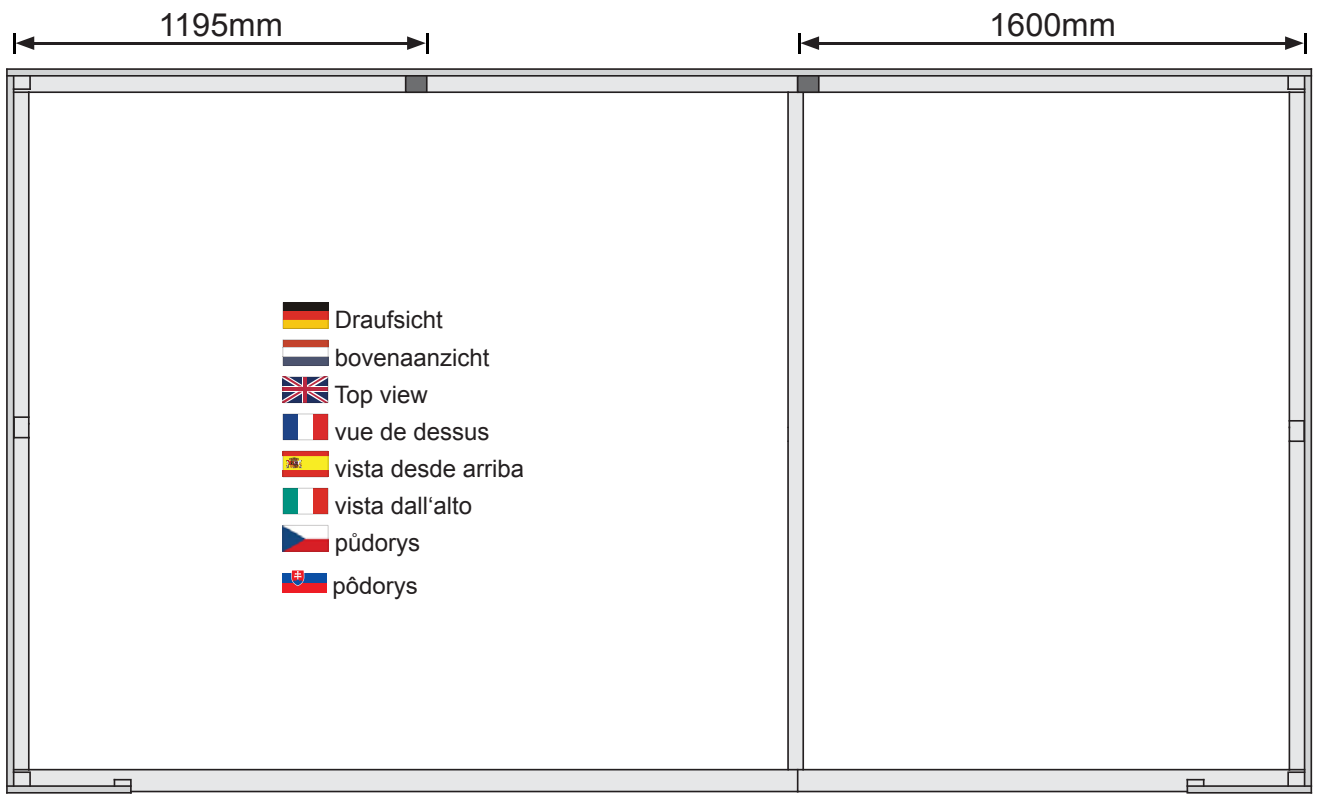 1195mm
1600mm
Draufsicht
bovenaanzicht
Top view
vue de dessus
vista desde arriba
vista dall‘alto
půdorys
pôdorys